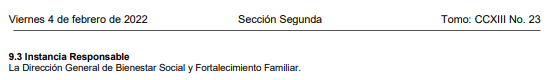 Viernes 4 de febrero de 2022 Sección Segunda Tomo: CCXIII No. 23
9.3 Instancia Responsable
La Dirección General de Bienestar Social y Fortalecimiento Familiar.